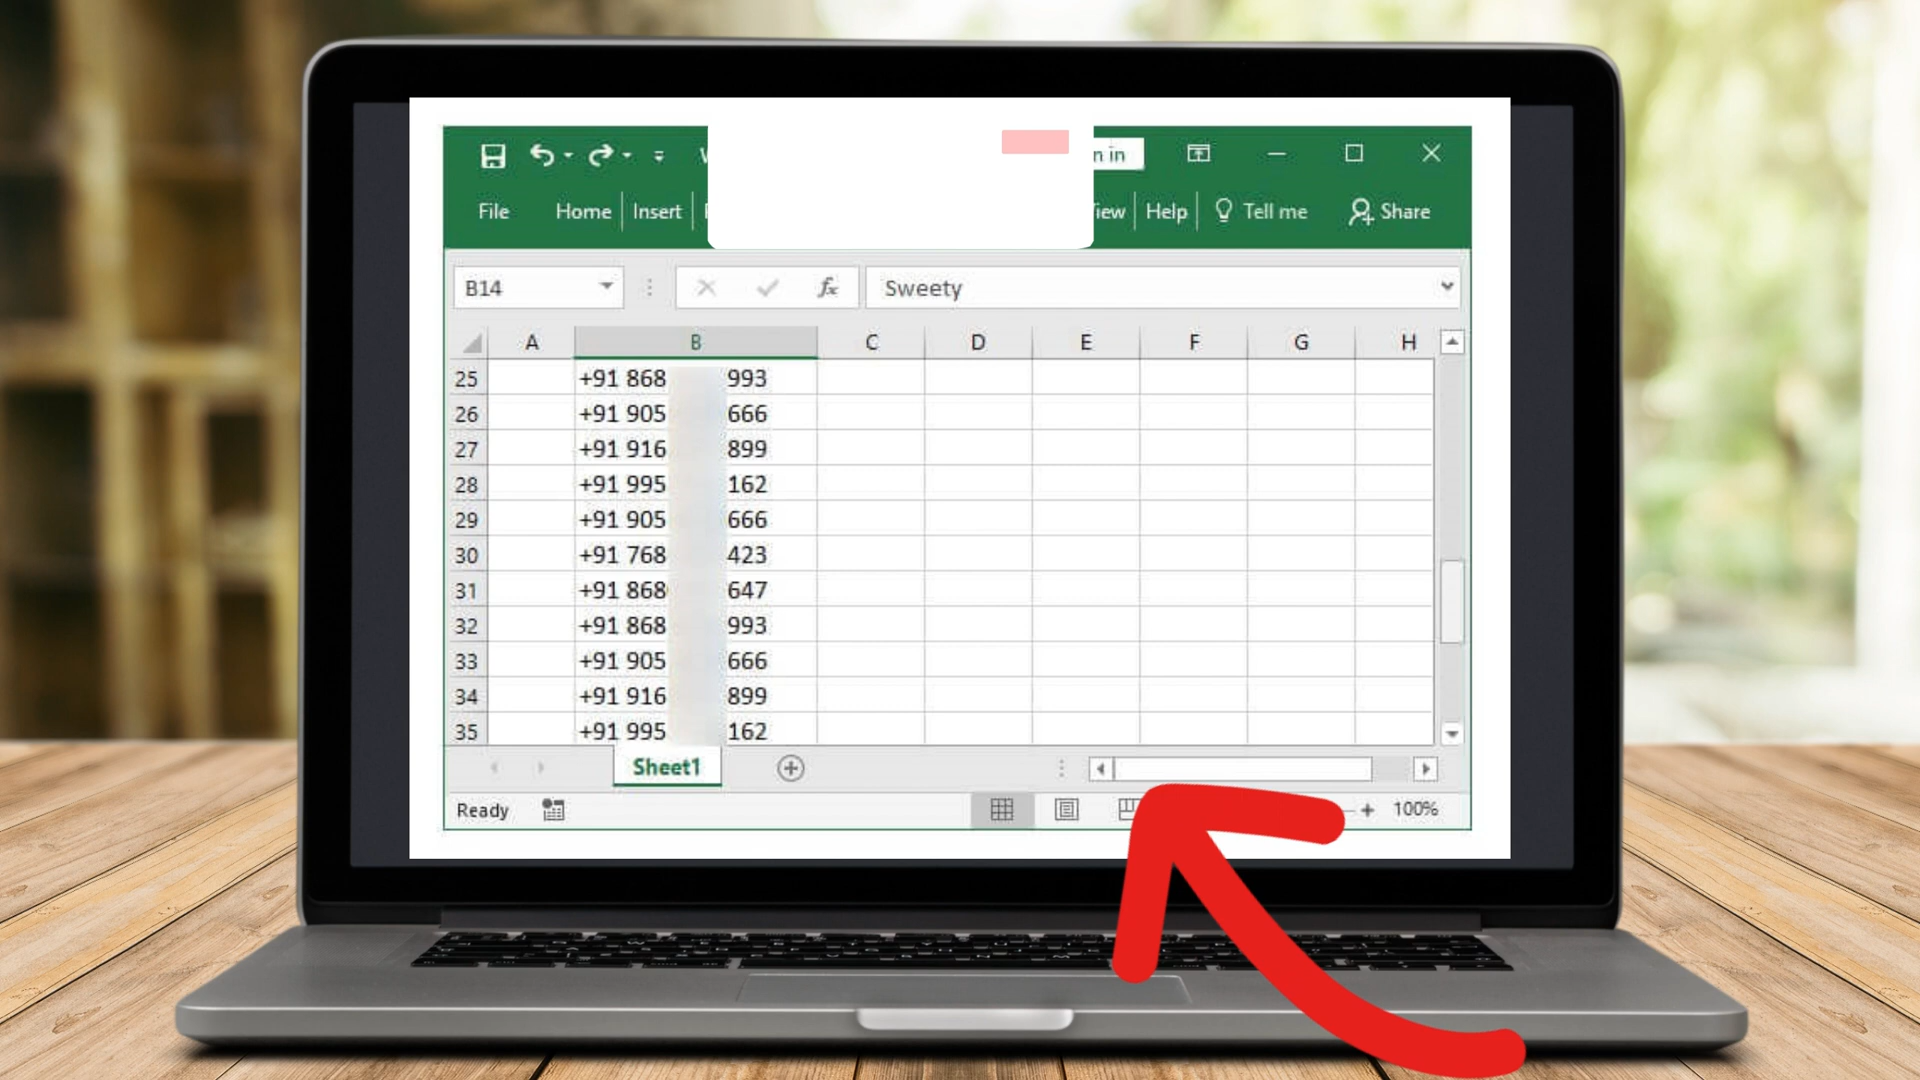 n in
File Home Insert iew Help Tell me Share
B14 fx Sweety
A B C D E F G H
25 +91 868 993
26 +91 905 666
27 +91 916 899
28 +91 995 162
29 +91 905 666
30 +91 768 423
31 +91 868 647
32 +91 868 993
33 +91 905 666
34 +91 916 899
35 +91 995 162
Sheet1
Ready 100%